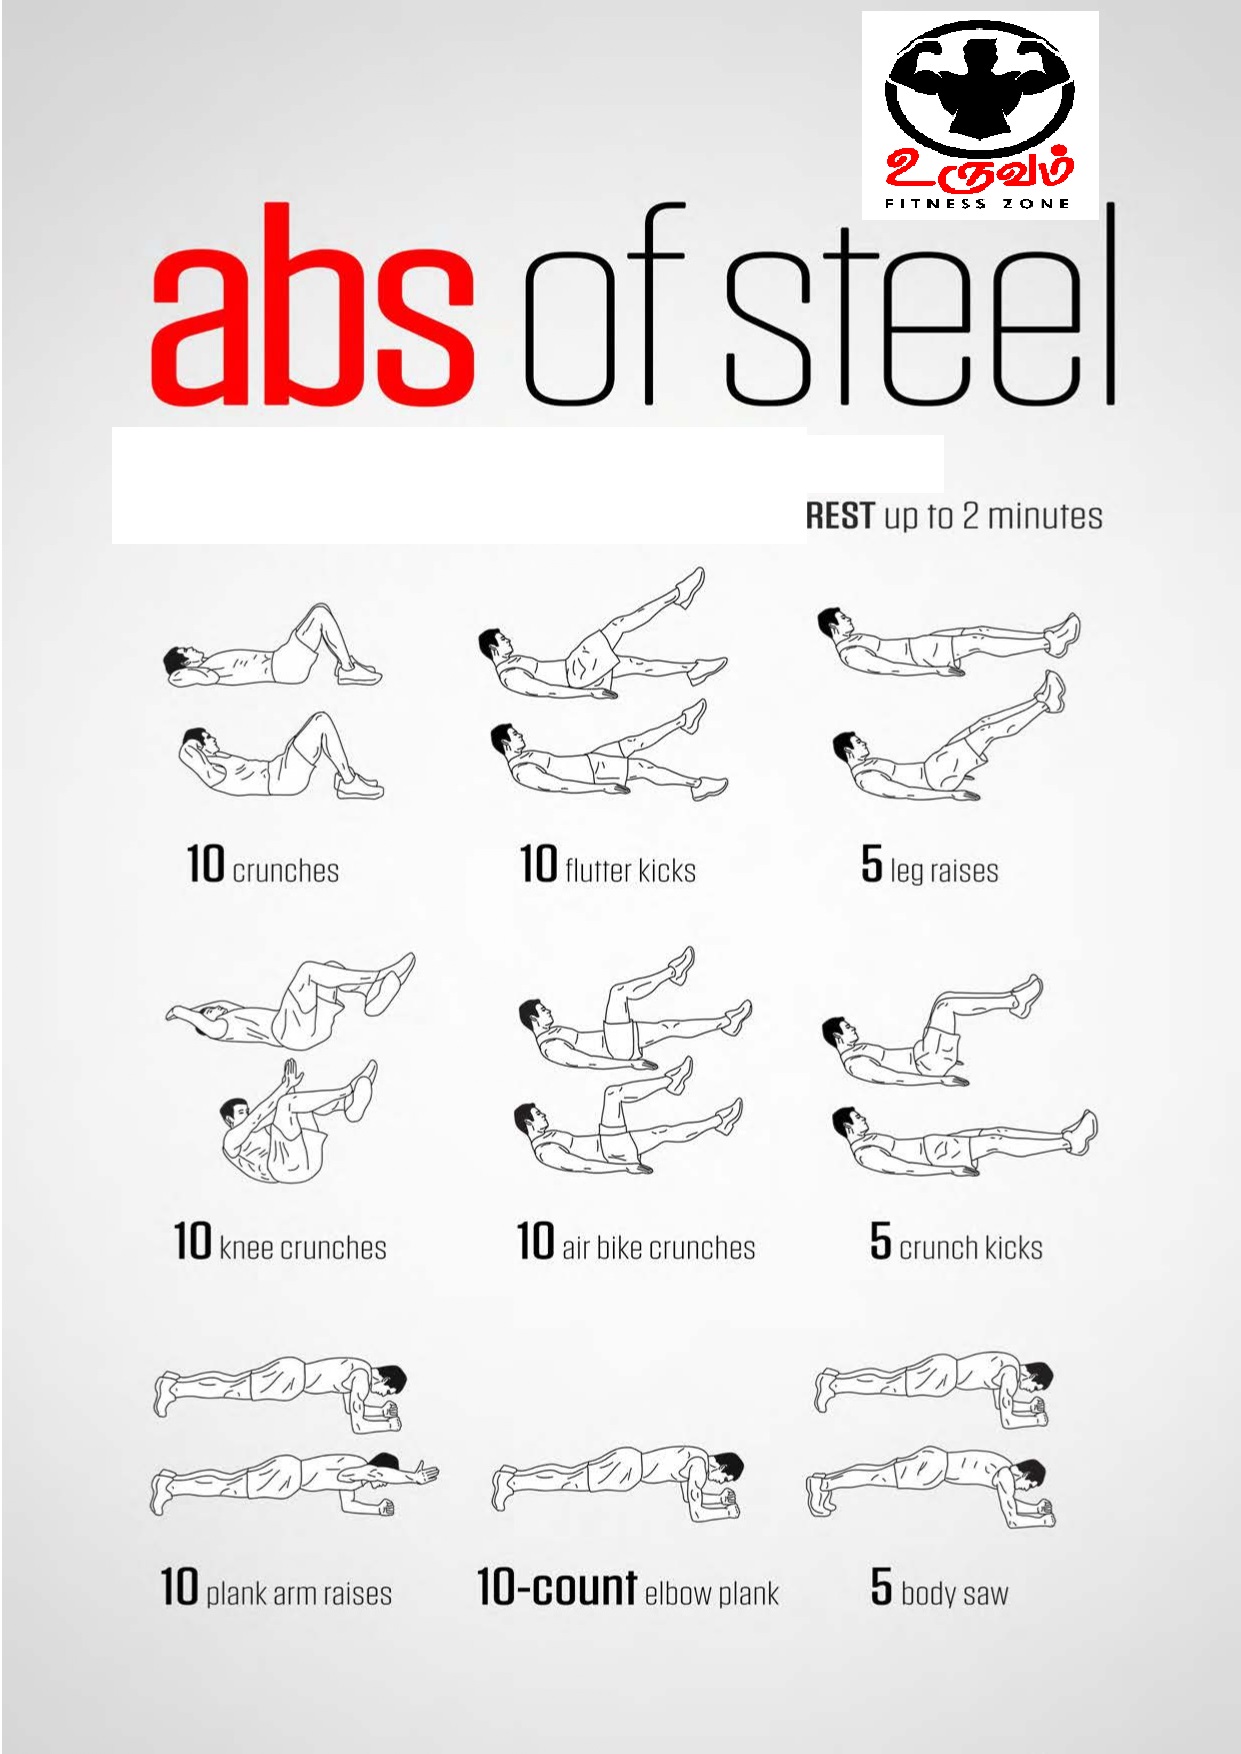 உருவம்
FITNESS ZONE
abs of steel
REST up to 2 minutes
10 crunches
10 flutter kicks
5 leg raises
10 knee crunches
10 air bike crunches
5 crunch kicks
10 plank arm raises
10-count elbow plank
5 body saw